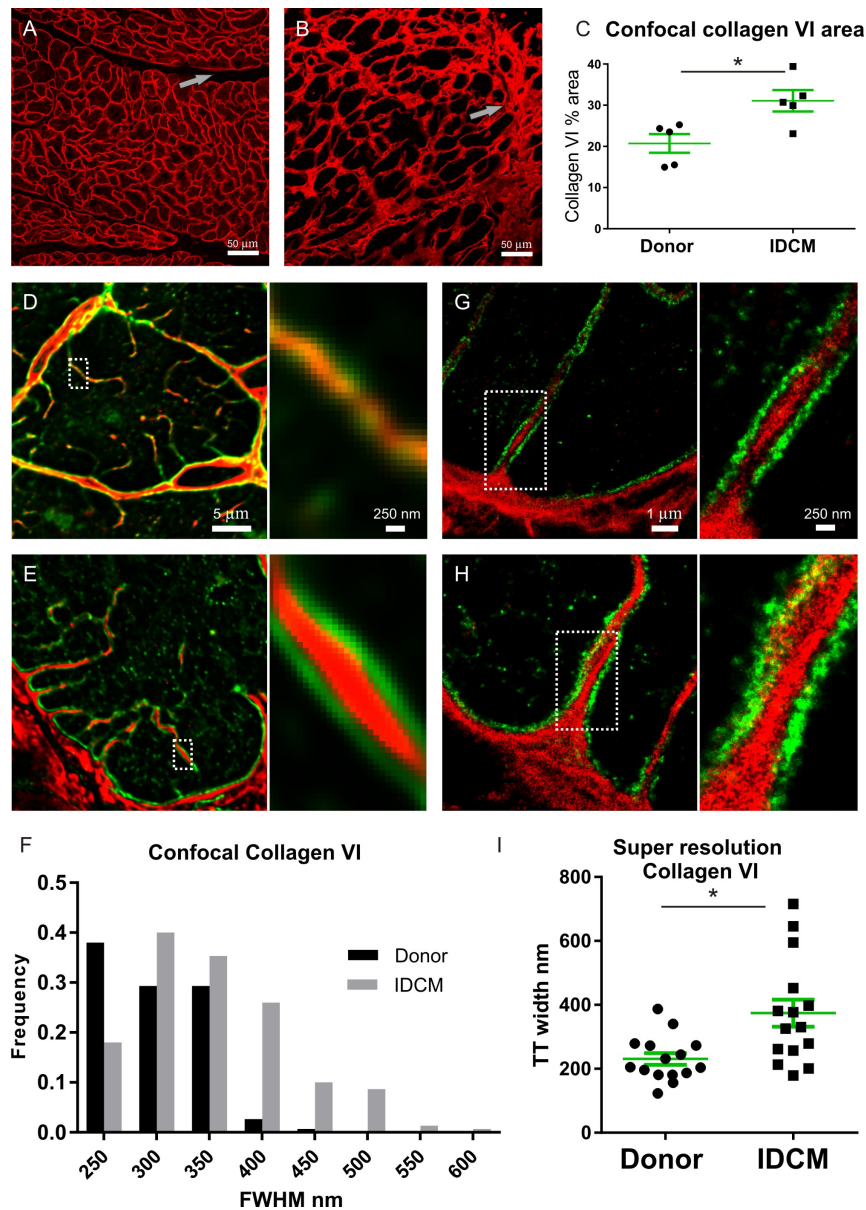 A
50 μm
B
50 μm
C Confocal collagen VI area
Collagen VI % area
40
30
20
10
0
*
Donor IDCM
D
5 μm
250 nm
G
1 μm
250 nm
E
H
F
Confocal Collagen VI
Frequency
0.5
0.4
0.3
0.2
0.1
0.0
Donor
IDCM
250 300 350 400 450 500 550 600
FWHM nm
I
Super resolution
Collagen VI
TT width nm
800
600
400
200
0
*
Donor IDCM